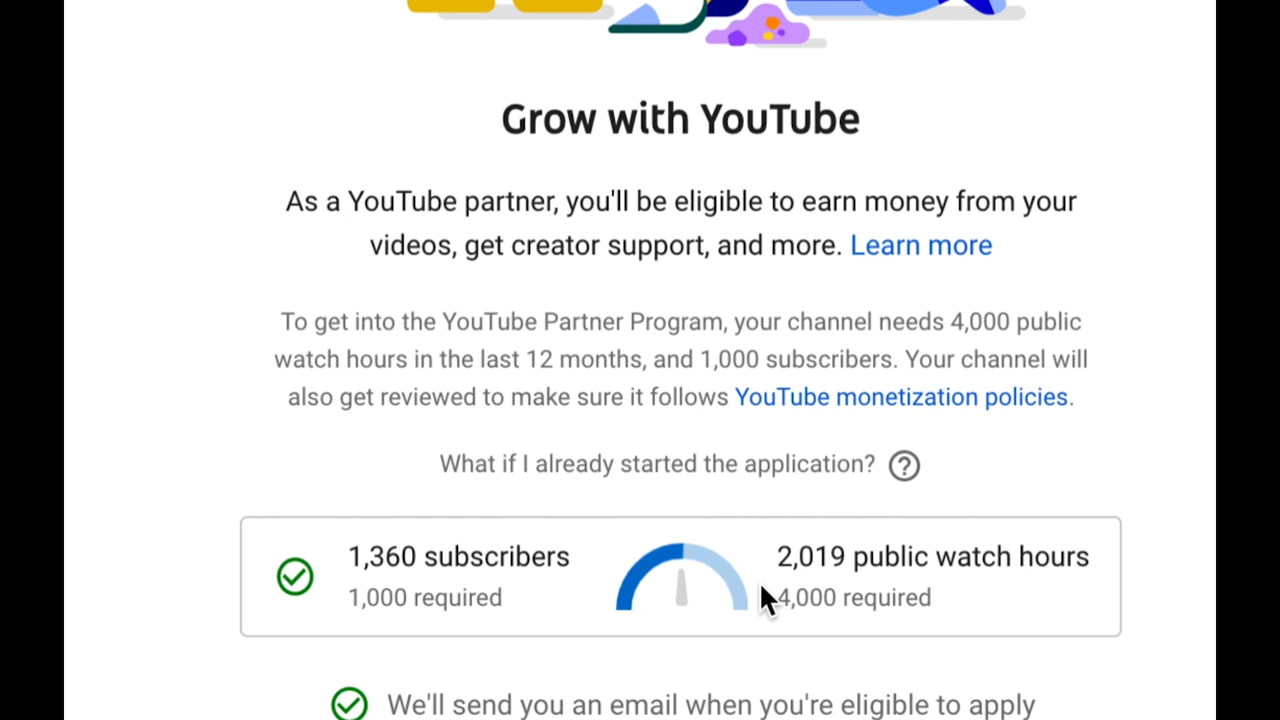 Grow with YouTube
As a YouTube partner, you'll be eligible to earn money from your
videos, get creator support, and more. Learn more
To get into the YouTube Partner Program, your channel needs 4,000 public
watch hours in the last 12 months, and 1,000 subscribers. Your channel will
also get reviewed to make sure it follows YouTube monetization policies.
What if I already started the application?
1,360 subscribers
1,000 required
2,019 public watch hours
4,000 required
We'll send you an email when you're eligible to apply